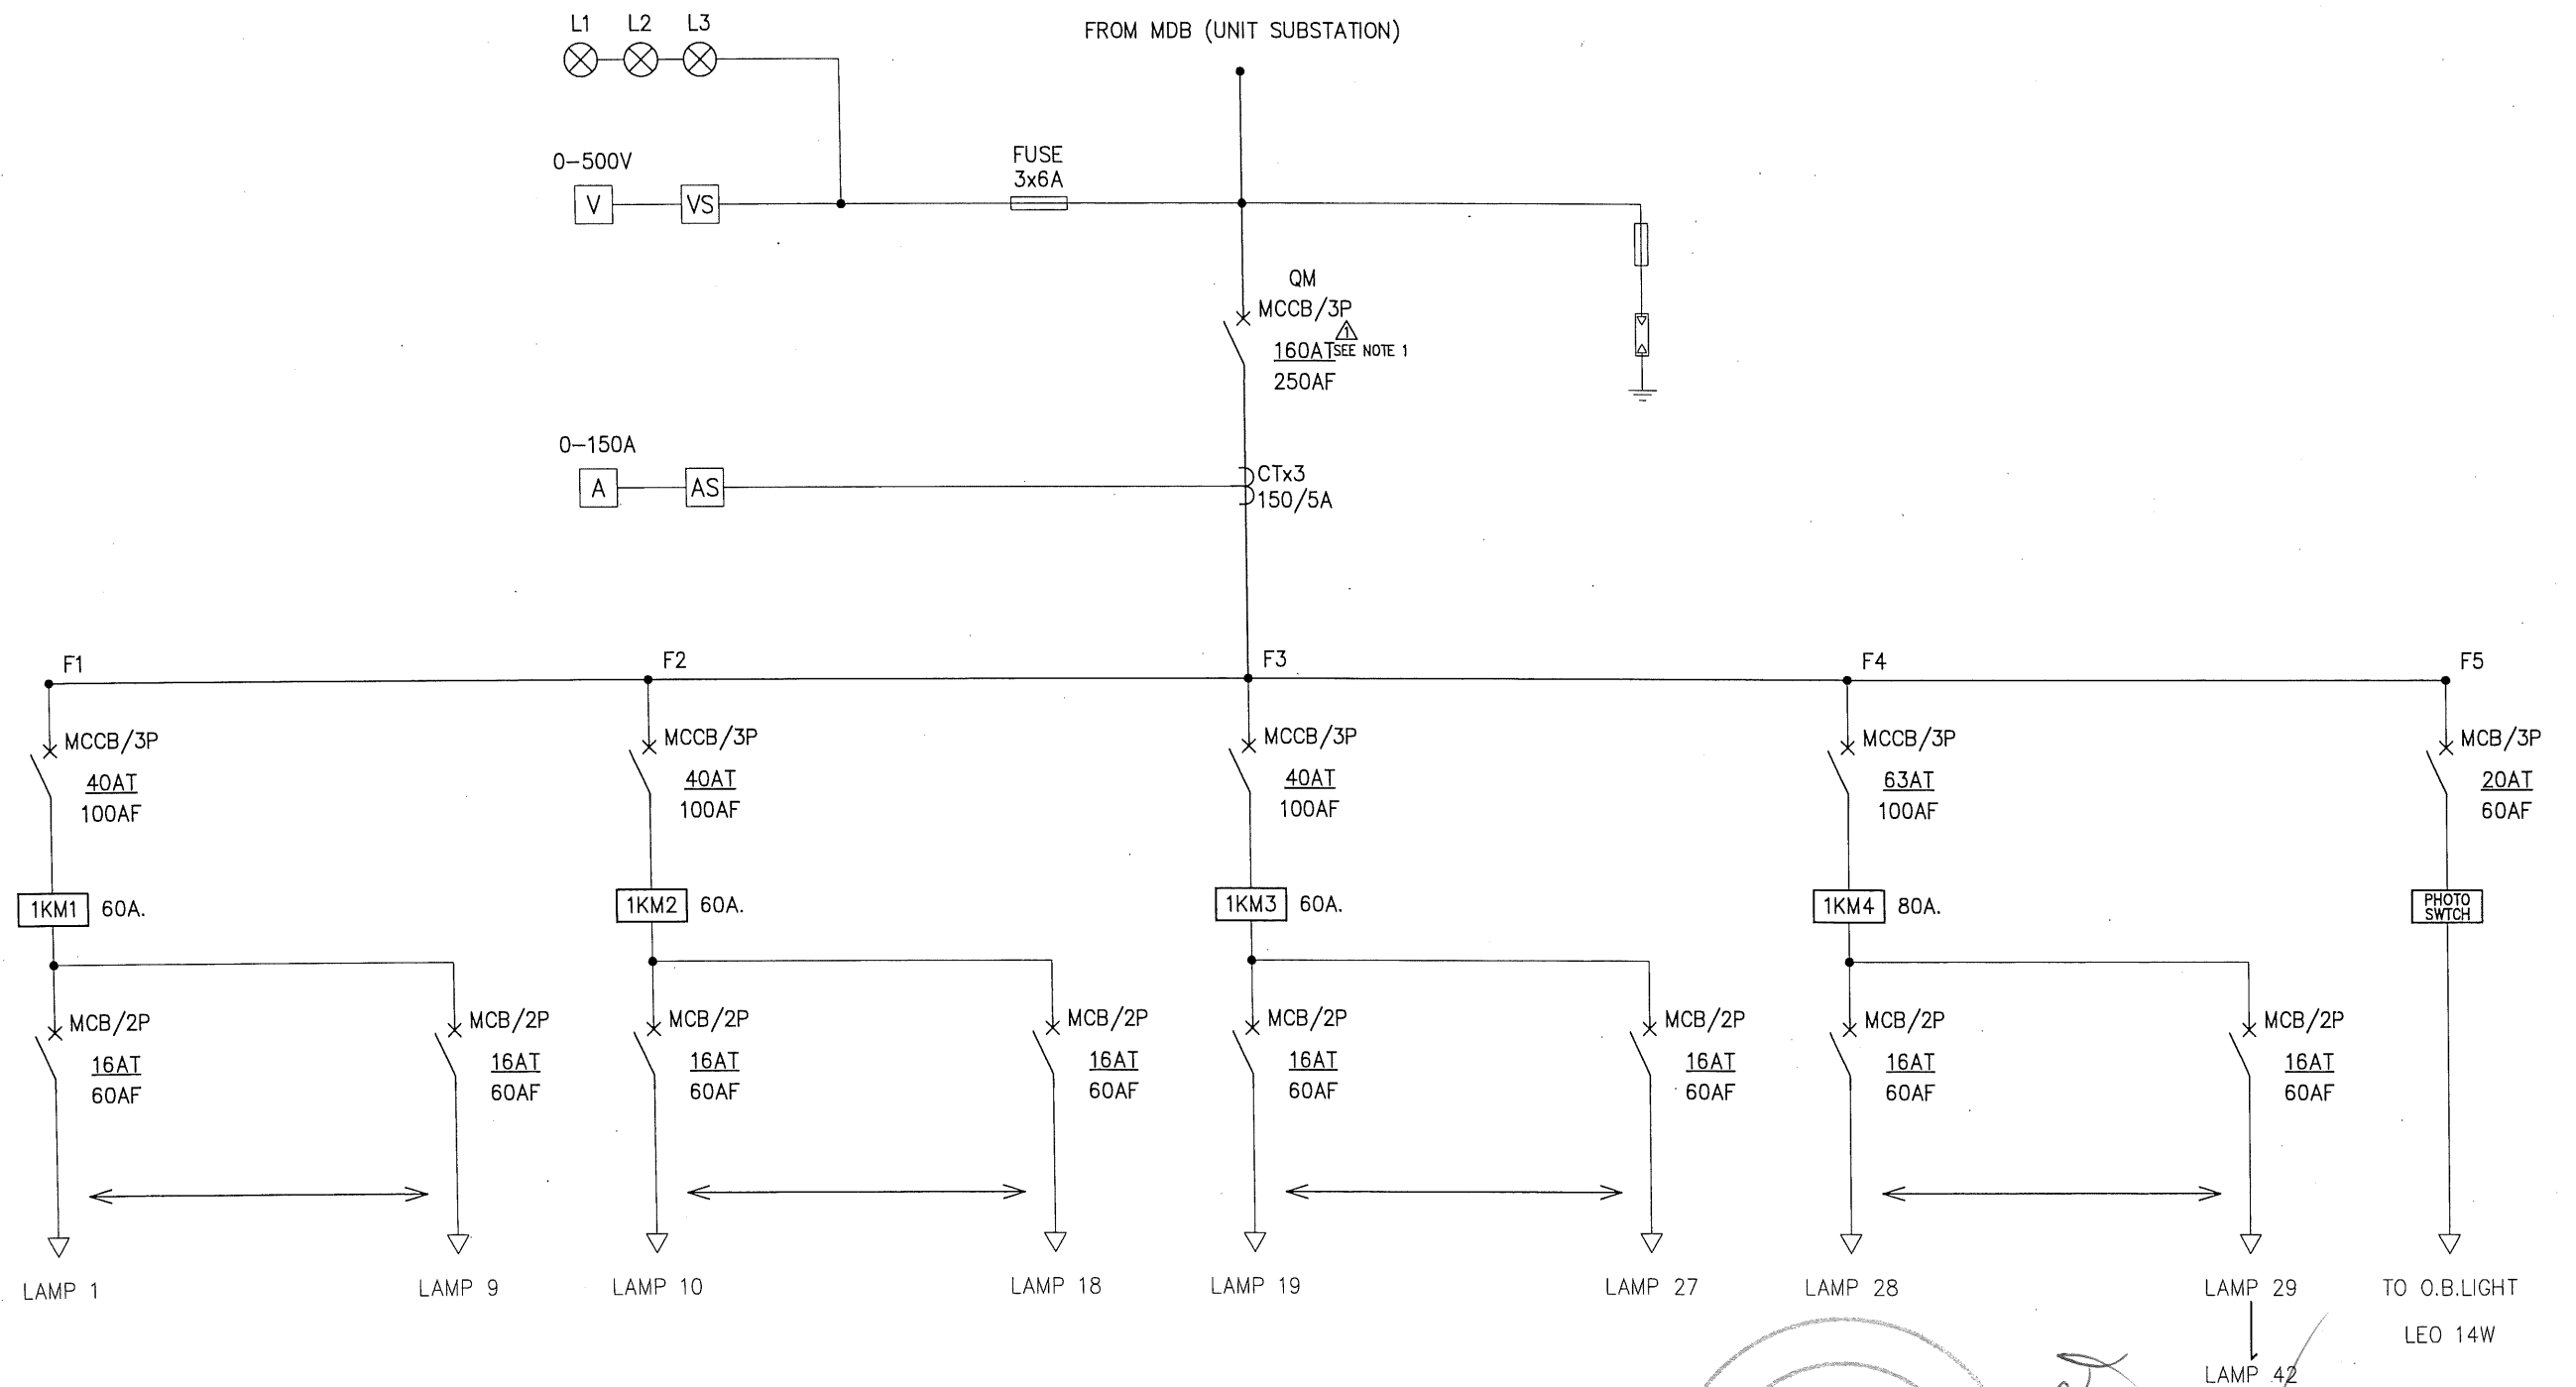 L1 L2 L3
FROM MDB (UNIT SUBSTATION)
0-500V
V VS
FUSE
3x6A
QM
MCCB/3P
1
160AT SEE NOTE 1
250AF
0-150A
A AS
CTx3
150/5A
F1 F2 F3 F4 F5
MCCB/3P MCCB/3P MCCB/3P MCCB/3P MCB/3P
40AT 40AT 40AT 63AT 20AT
100AF 100AF 100AF 100AF 60AF
1KM1 60A. 1KM2 60A. 1KM3 60A. 1KM4 80A. PHOTO
SWTCH
MCB/2P MCB/2P MCB/2P MCB/2P MCB/2P MCB/2P MCB/2P MCB/2P
16AT 16AT 16AT 16AT 16AT 16AT 16AT 16AT
60AF 60AF 60AF 60AF 60AF 60AF 60AF 60AF
LAMP 1 LAMP 9 LAMP 10 LAMP 18 LAMP 19 LAMP 27 LAMP 28 LAMP 29 TO O.B.LIGHT
LEO 14W
LAMP 42